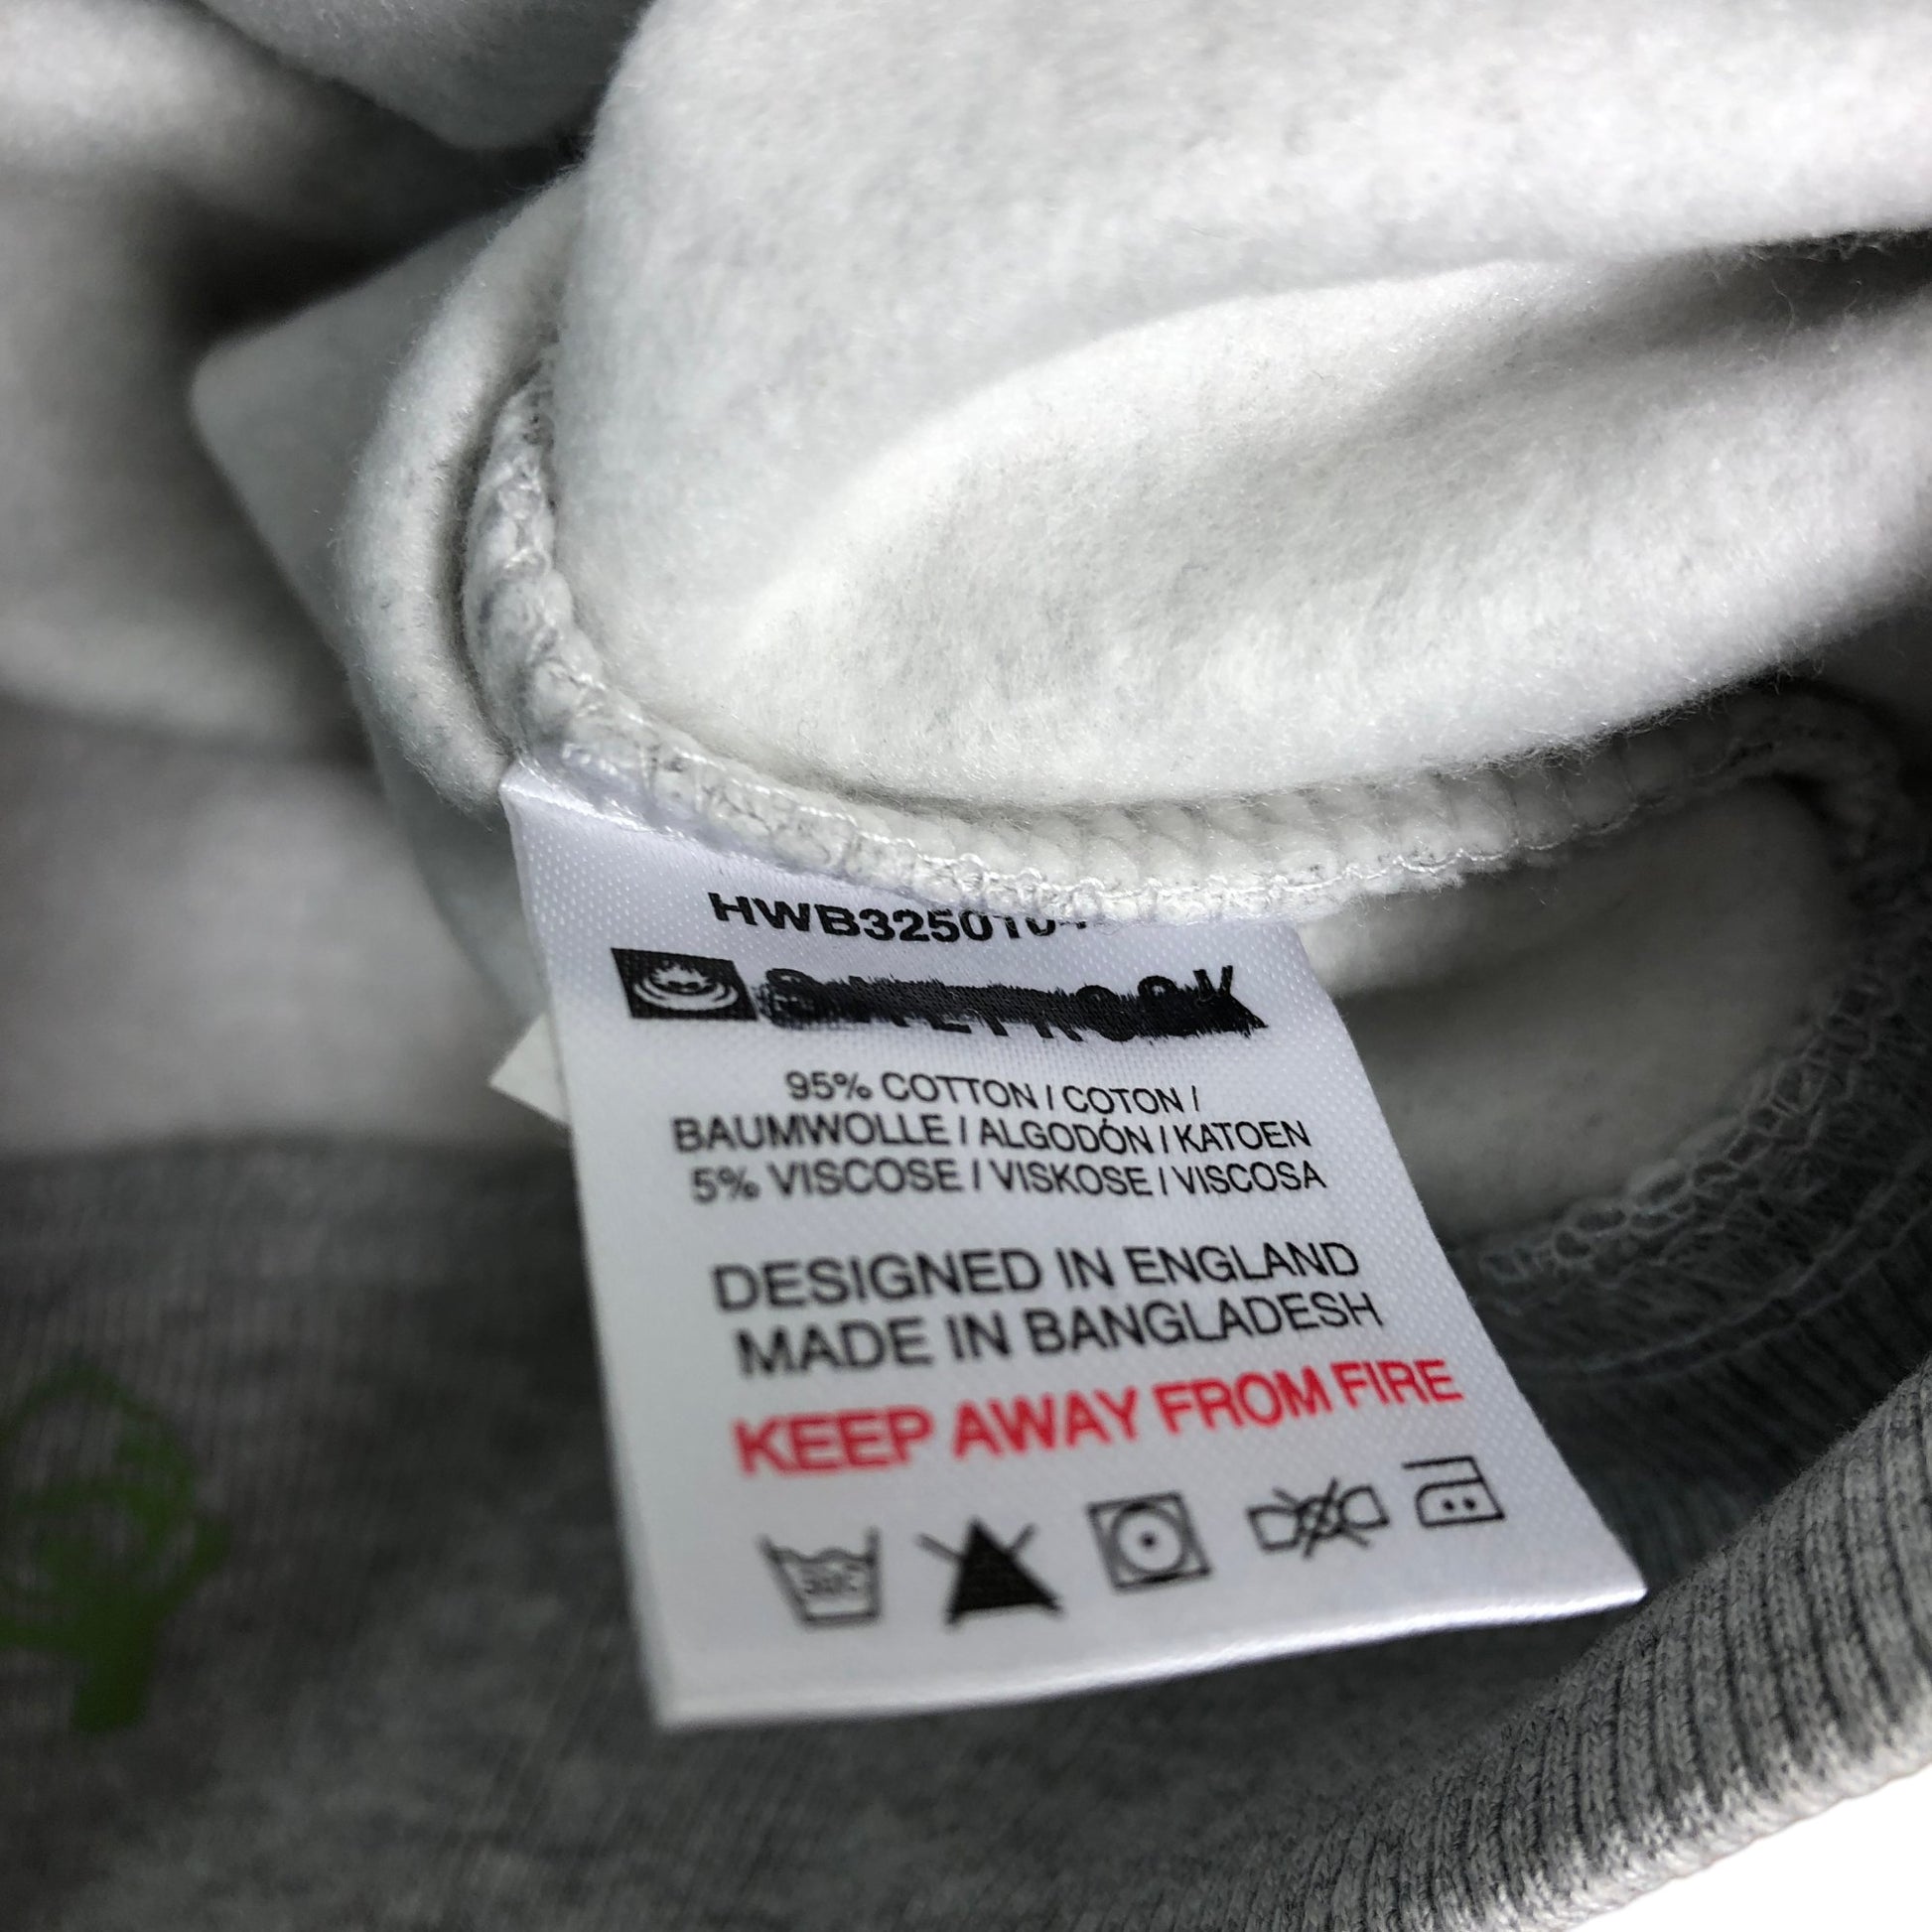 HWB325010
95% COTTON / COTON /
BAUMWOLLE / ALGODÓN / KATOEN
5% VISCOSE / VISKOSE / VISCOSA
DESIGNED IN ENGLAND
MADE IN BANGLADESH
KEEP AWAY FROM FIRE